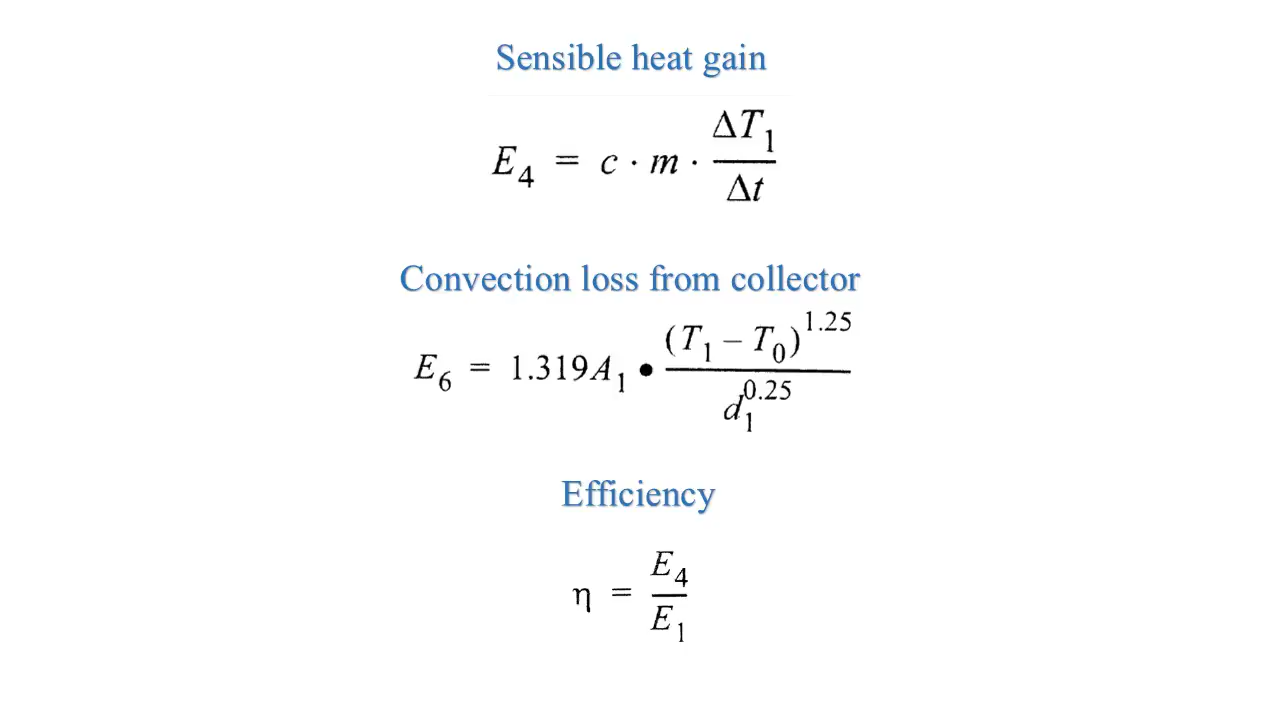 Sensible heat gain
E₄ = c · m · ΔT₁ / Δt
Convection loss from collector
E₆ = 1.319A₁ • (T₁ – T₀)^1.25 / d₁^0.25
Efficiency
η = E₄ / E₁